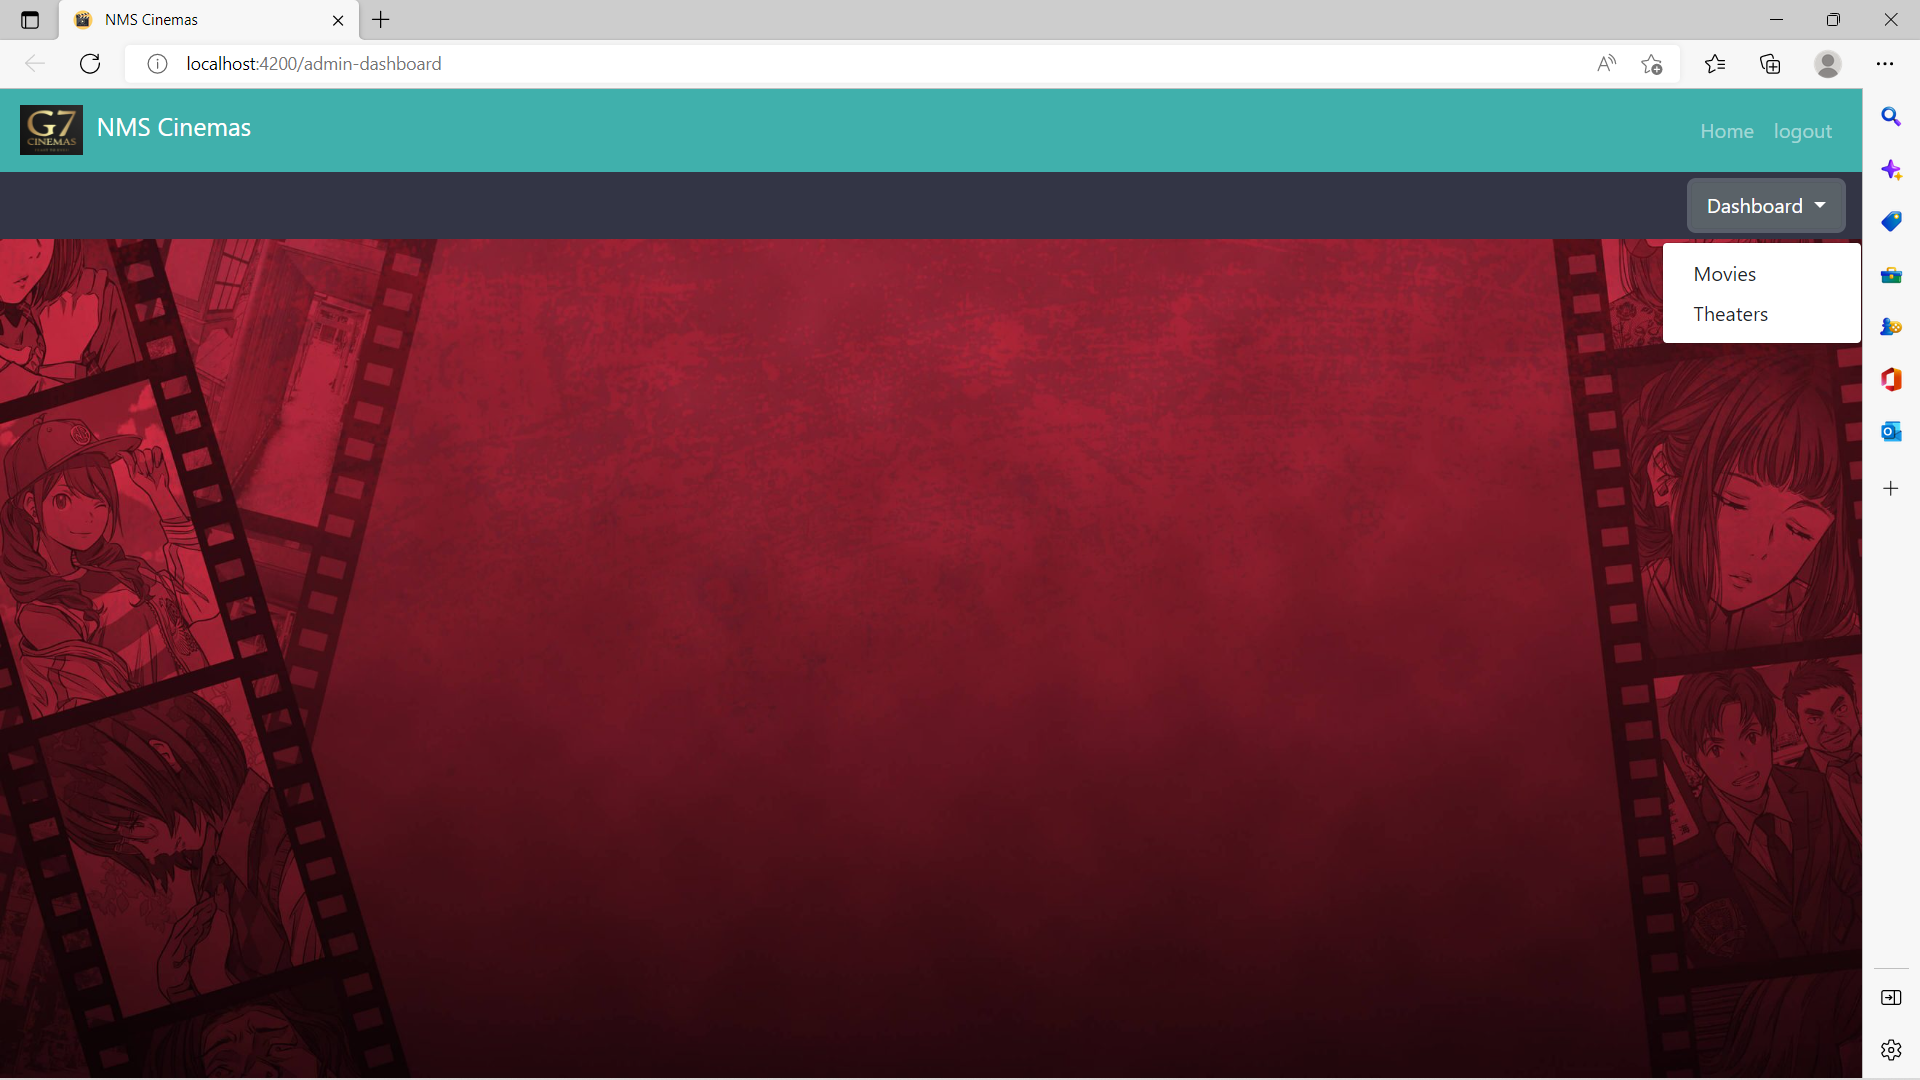 NMS Cinemas
localhost:4200/admin-dashboard
G7
CINEMAS
NMS Cinemas
Home logout
Dashboard
Movies
Theaters